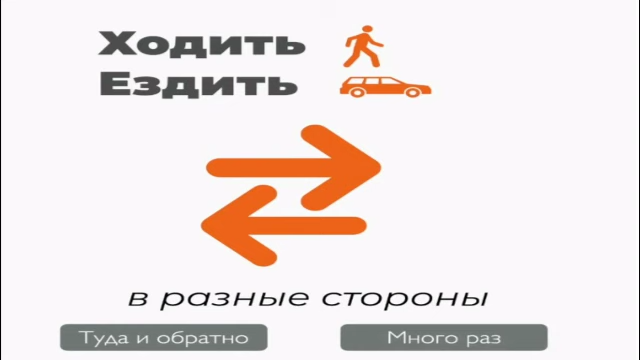 Ходить
Ездить
в разные стороны
Туда и обратно
Много раз